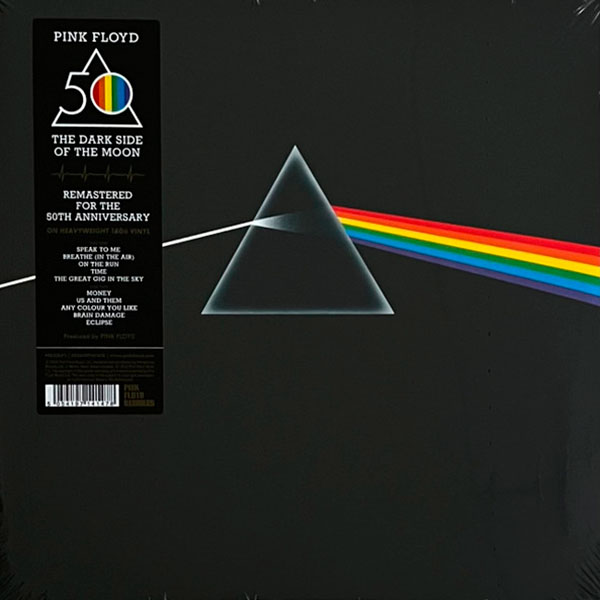 PINK FLOYD
50
THE DARK SIDE
OF THE MOON
REMASTERED
FOR THE
50TH ANNIVERSARY
ON HEAVYWEIGHT 180G VINYL
SPEAK TO ME
BREATHE (IN THE AIR)
ON THE RUN
TIME
THE GREAT GIG IN THE SKY
MONEY
US AND THEM
ANY COLOUR YOU LIKE
BRAIN DAMAGE
ECLIPSE
Produced by PINK FLOYD
PINK
FLOYD
RECORDS